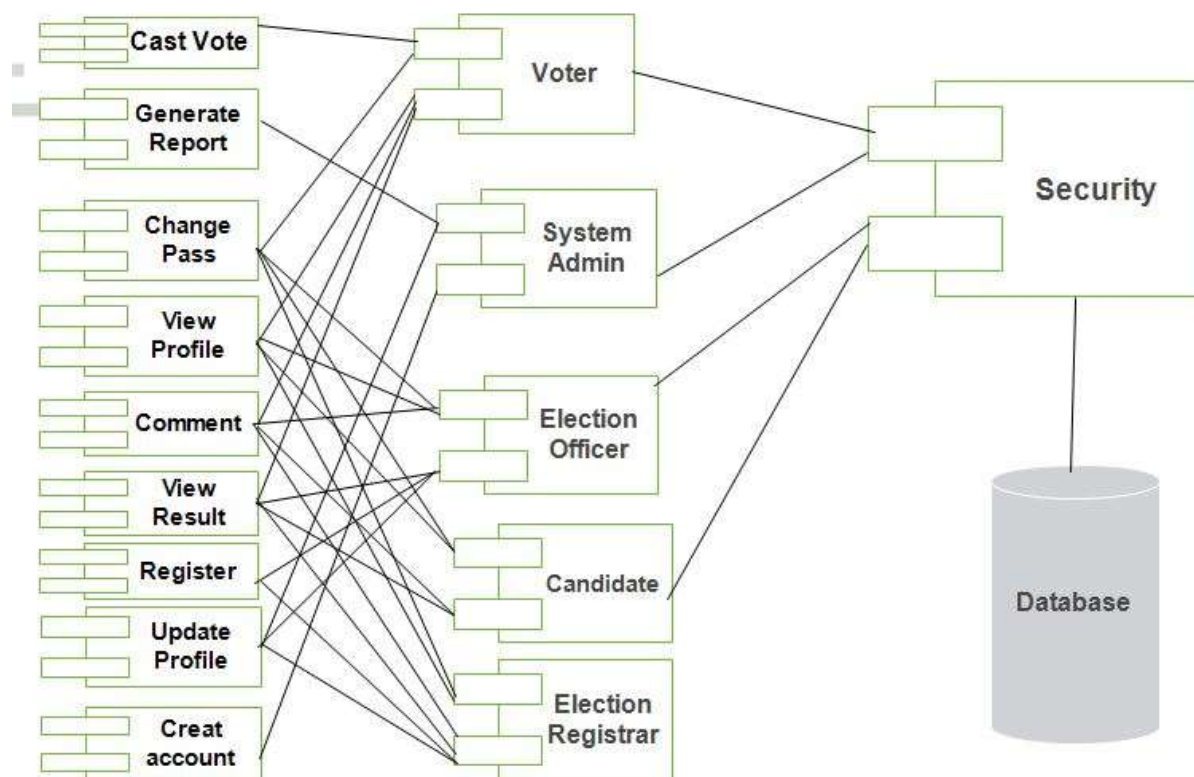 Cast Vote
Generate
Report
Change
Pass
View
Profile
Comment
View
Result
Register
Update
Profile
Creat
account
Voter
System
Admin
Election
Officer
Candidate
Election
Registrar
Security
Database